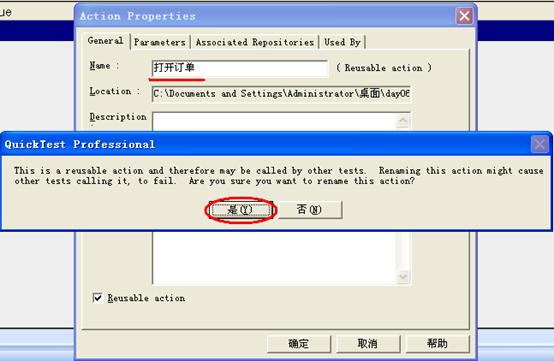 ue
Action Properties
General Parameters Associated Repositories Used By
Name : 打开订单 ( Reusable action )
Location : C:\Documents and Settings\Administrator\桌面\day06
Description
QuickTest Professional
This is a reusable action and therefore may be called by other tests. Renaming this action might cause
other tests calling it, to fail. Are you sure you want to rename this action?
是(Y) 否(N)
Reusable action
确定 取消 帮助